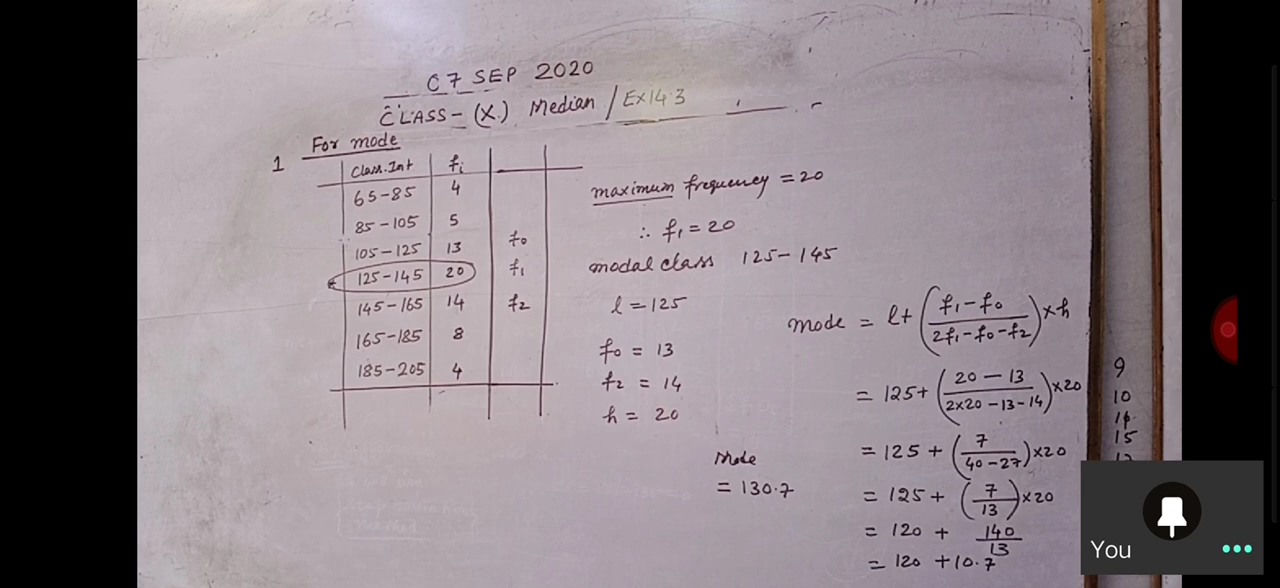 07 SEP 2020
CLASS-(X) Median / Ex14.3
1 For mode
Class.Int fi
65-85 4
85-105 5
105-125 13 f0
125-145 20 f1
145-165 14 f2
165-185 8
185-205 4
maximum frequency = 20
∴ f1 = 20
modal class 125-145
l = 125
f0 = 13
f2 = 14
h = 20
mode = l+ (f1-f0 / 2f1-f0-f2) ×h
= 125+ (20-13 / 2×20-13-14) ×20
= 125 + (7 / 40-27) ×20
= 125 + (7 / 13) ×20
= 120 + 140 / 13
= 120 + 10.7
Mode
= 130.7
9
10
15
You